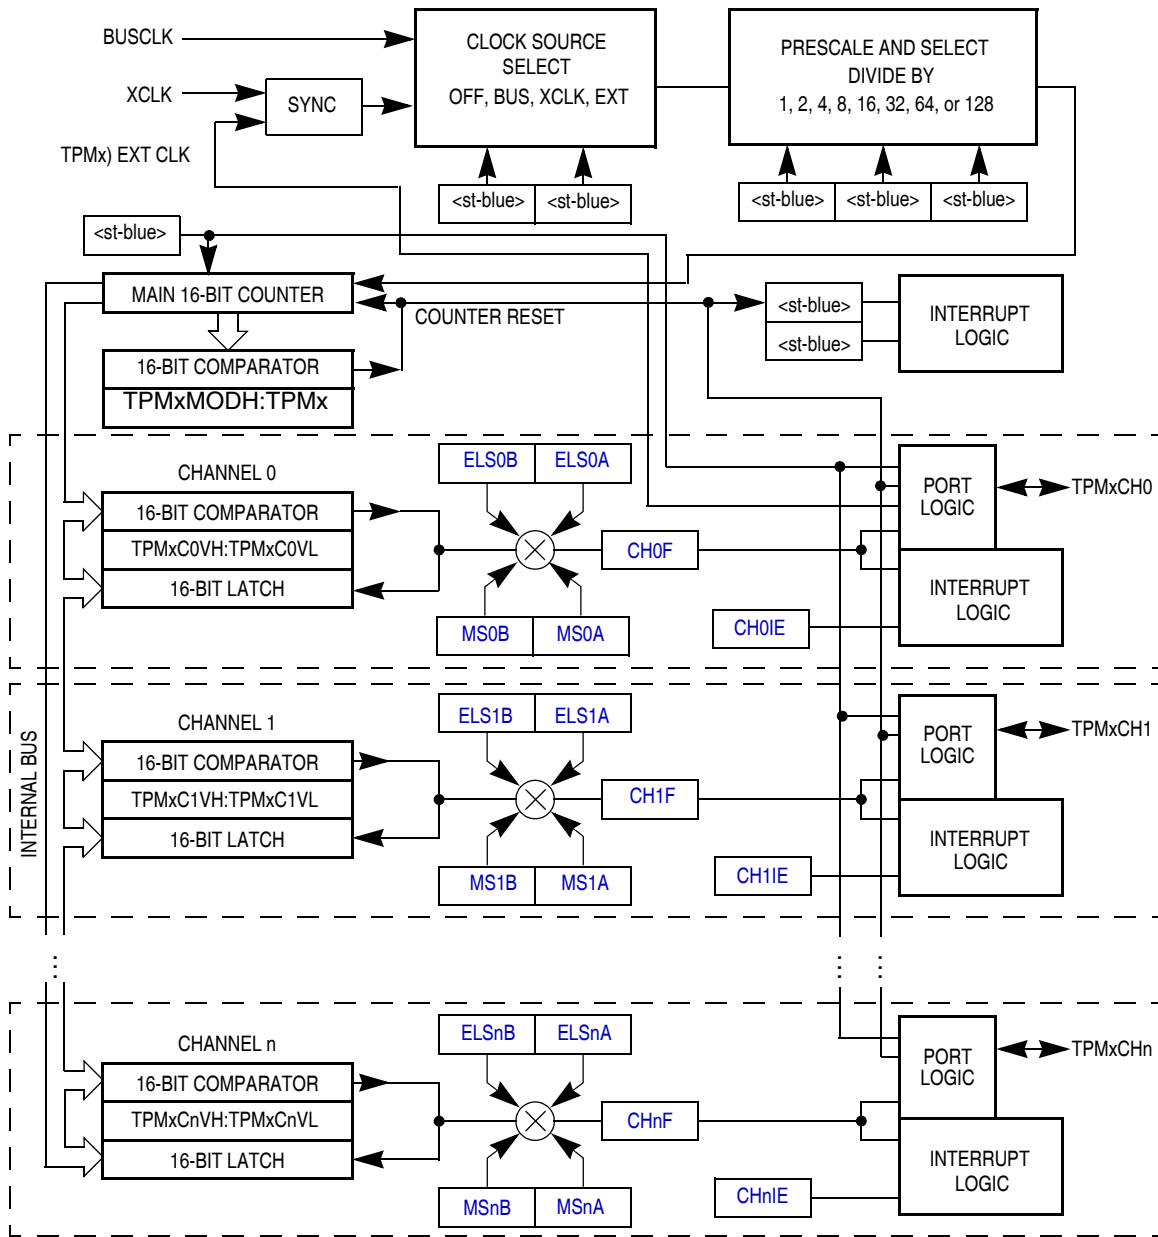 BUSCLK
CLOCK SOURCE
SELECT
OFF, BUS, XCLK, EXT
PRESCALE AND SELECT
DIVIDE BY
1, 2, 4, 8, 16, 32, 64, or 128
XCLK
SYNC
TPMx) EXT CLK
<st-blue>
<st-blue>
<st-blue>
<st-blue>
<st-blue>
<st-blue>
MAIN 16-BIT COUNTER
COUNTER RESET
<st-blue>
<st-blue>
INTERRUPT
LOGIC
16-BIT COMPARATOR
TPMxMODH:TPMx
CHANNEL 0
ELS0B
ELS0A
16-BIT COMPARATOR
TPMxC0VH:TPMxC0VL
16-BIT LATCH
CH0F
MS0B
MS0A
CH0IE
PORT
LOGIC
TPMxCH0
INTERRUPT
LOGIC
INTERNAL BUS
CHANNEL 1
ELS1B
ELS1A
16-BIT COMPARATOR
TPMxC1VH:TPMxC1VL
16-BIT LATCH
CH1F
MS1B
MS1A
CH1IE
PORT
LOGIC
TPMxCH1
INTERRUPT
LOGIC
...
...
...
CHANNEL n
ELSnB
ELSnA
16-BIT COMPARATOR
TPMxCnVH:TPMxCnVL
16-BIT LATCH
CHnF
MSnB
MSnA
CHnIE
PORT
LOGIC
TPMxCHn
INTERRUPT
LOGIC